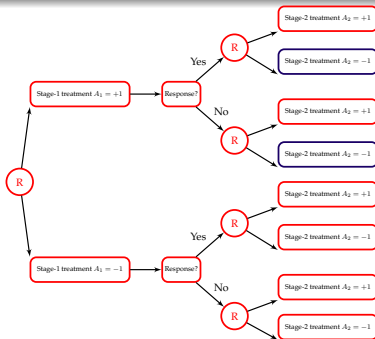 Stage-2 treatment A₂ = +1
R
Yes
Stage-2 treatment A₂ = −1
Stage-1 treatment A₁ = +1
Response?
Stage-2 treatment A₂ = +1
No
R
Stage-2 treatment A₂ = −1
R
Stage-2 treatment A₂ = +1
R
Yes
Stage-2 treatment A₂ = −1
Stage-1 treatment A₁ = −1
Response?
No
Stage-2 treatment A₂ = +1
R
Stage-2 treatment A₂ = −1